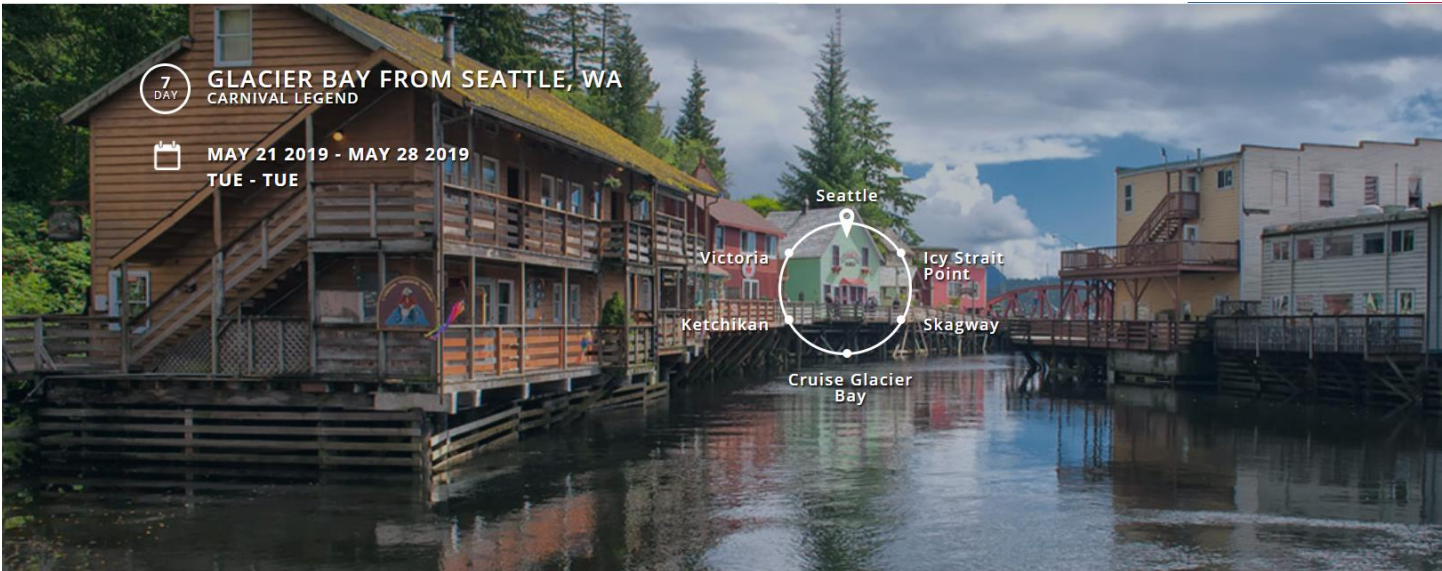 7
DAY
GLACIER BAY FROM SEATTLE, WA
CARNIVAL LEGEND
MAY 21 2019 - MAY 28 2019
TUE - TUE
Seattle
Victoria
Icy Strait
Point
Ketchikan
Skagway
Cruise Glacier
Bay